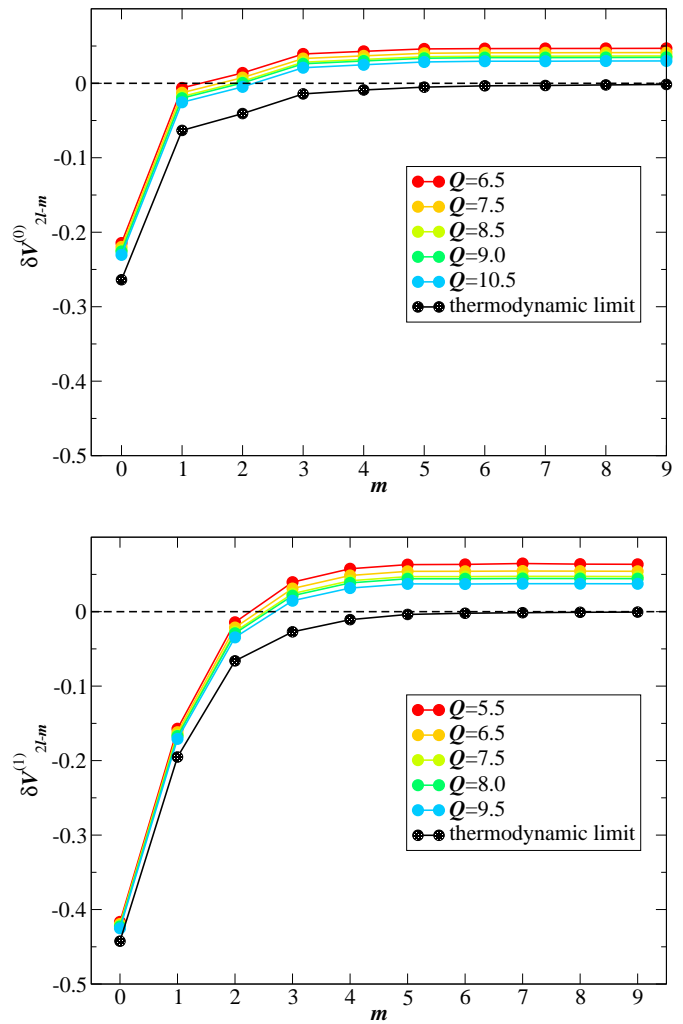 0
-0.1
-0.2
-0.3
-0.4
-0.5
δV^(0)_2l-m
Q=6.5
Q=7.5
Q=8.5
Q=9.0
Q=10.5
thermodynamic limit
0 1 2 3 4 5 6 7 8 9
m
0
-0.1
-0.2
-0.3
-0.4
-0.5
δV^(1)_2l-m
Q=5.5
Q=6.5
Q=7.5
Q=8.0
Q=9.5
thermodynamic limit
0 1 2 3 4 5 6 7 8 9
m